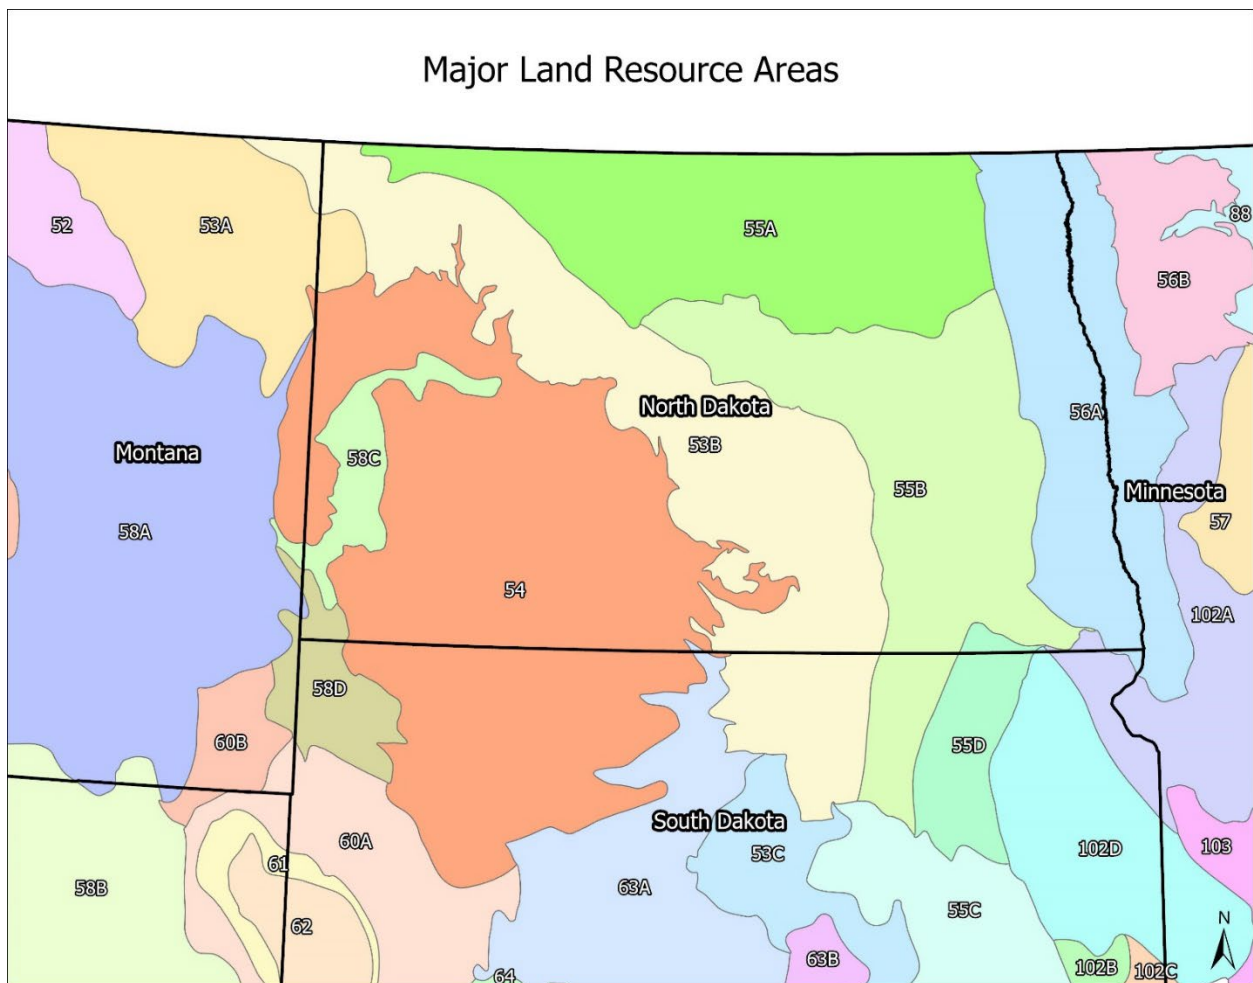 Major Land Resource Areas
52
53A
55A
88
56B
North Dakota
56A
53B
Montana
58C
55B
Minnesota
57
58A
54
102A
58D
60B
55D
South Dakota
60A
53C
102D
103
61
58B
63A
55C
62
N
63B
64
102B
102C